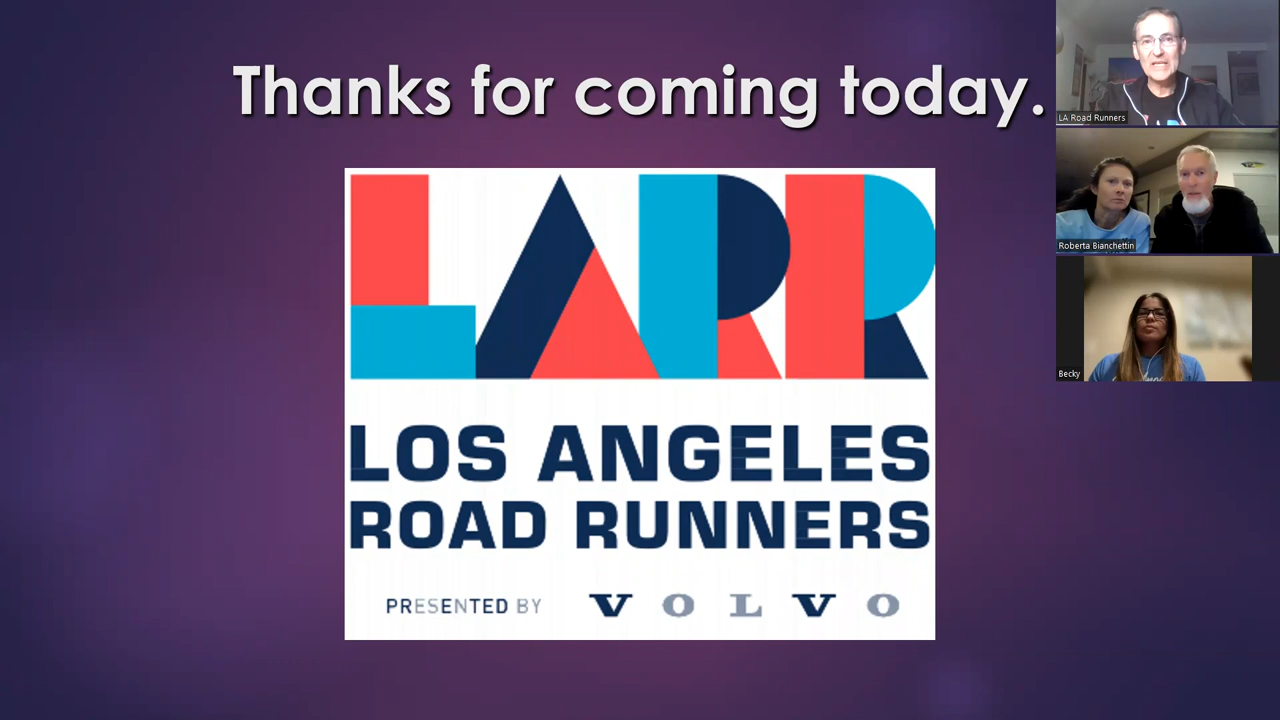 Thanks for coming today.
LARR
LOS ANGELES
ROAD RUNNERS
PRESENTED BY VOLVO
LA Road Runners
Roberta Bianchettin
Becky